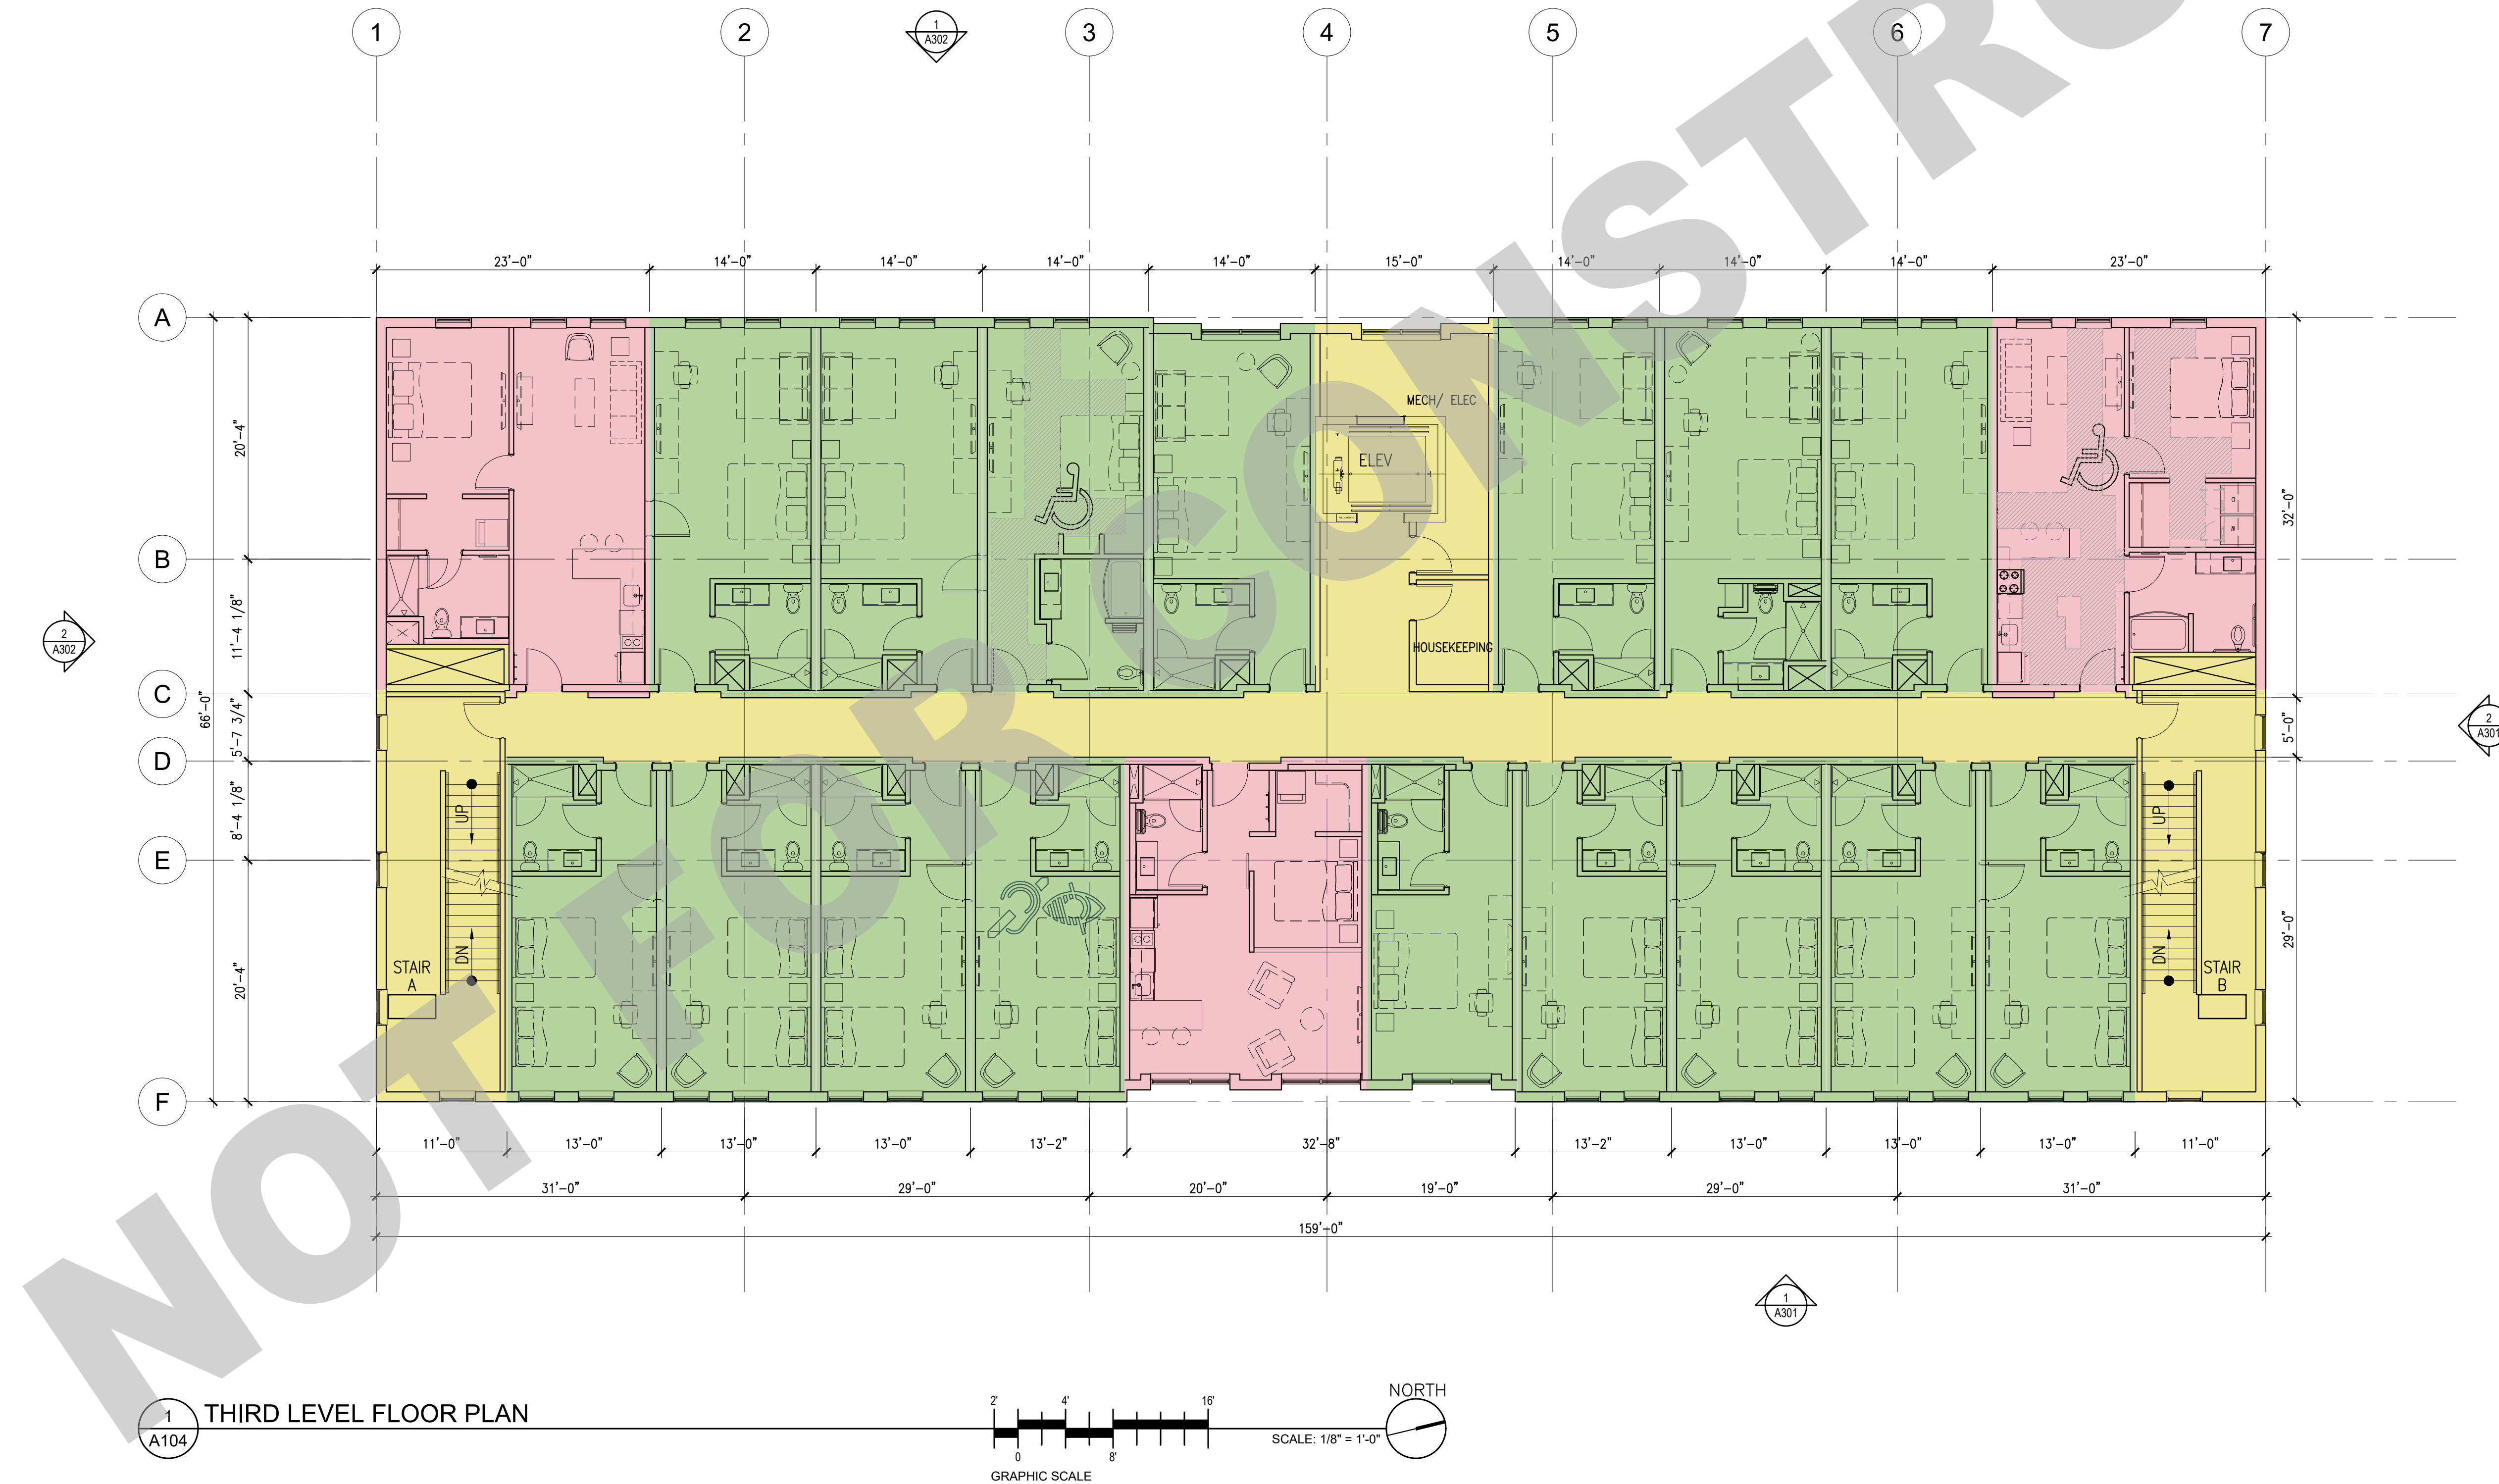 1 2 3 4 5 6 7
1
A302
23'-0" 14'-0" 14'-0" 14'-0" 14'-0" 15'-0" 14'-0" 14'-0" 14'-0" 23'-0"
A
B
C
D
E
F
20'-4"
11'-4 1/8"
5'-7 3/4"
8'-4 1/8"
20'-4"
66'-0"
32'-0"
5'-0"
29'-0"
2
A302
2
A301
MECH/ ELEC
ELEV
HOUSEKEEPING
UP
DN
STAIR
A
UP
DN
STAIR
B
11'-0" 13'-0" 13'-0" 13'-0" 13'-2" 32'-8" 13'-2" 13'-0" 13'-0" 13'-0" 11'-0"
31'-0" 29'-0" 20'-0" 19'-0" 29'-0" 31'-0"
159'-0"
1
A301
1
A104
THIRD LEVEL FLOOR PLAN
2' 4' 16'
0 8'
GRAPHIC SCALE
SCALE: 1/8" = 1'-0"
NORTH
NOT FOR CONSTR